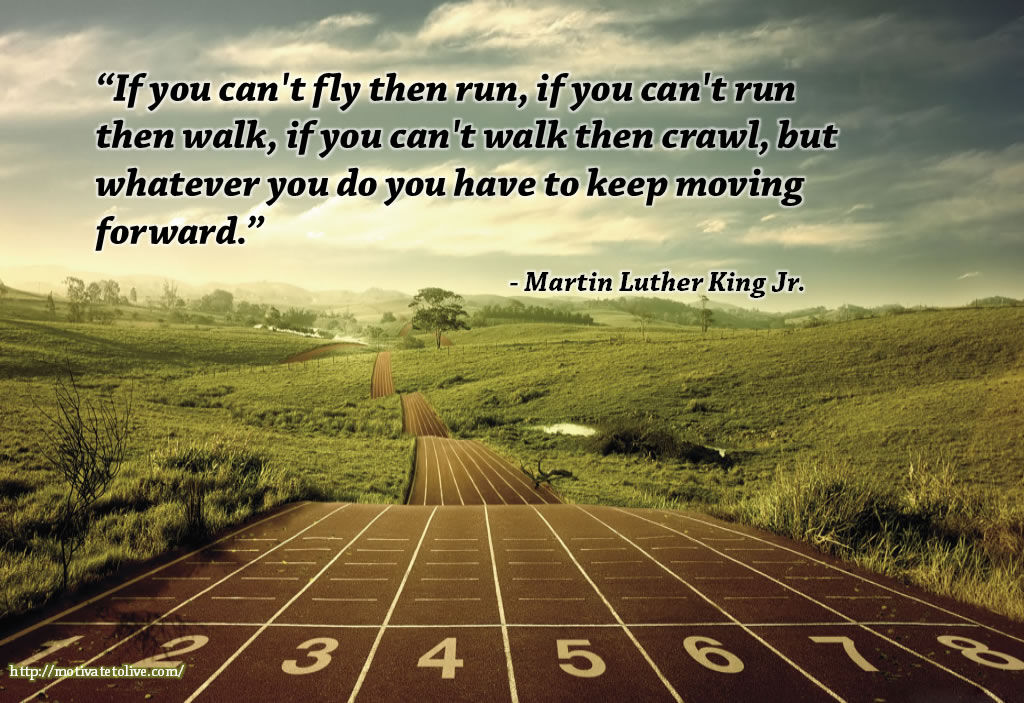 “If you can't fly then run, if you can't run
then walk, if you can't walk then crawl, but
whatever you do you have to keep moving
forward.”
- Martin Luther King Jr.
1 2 3 4 5 6 7 8
http://motivatetolive.com/